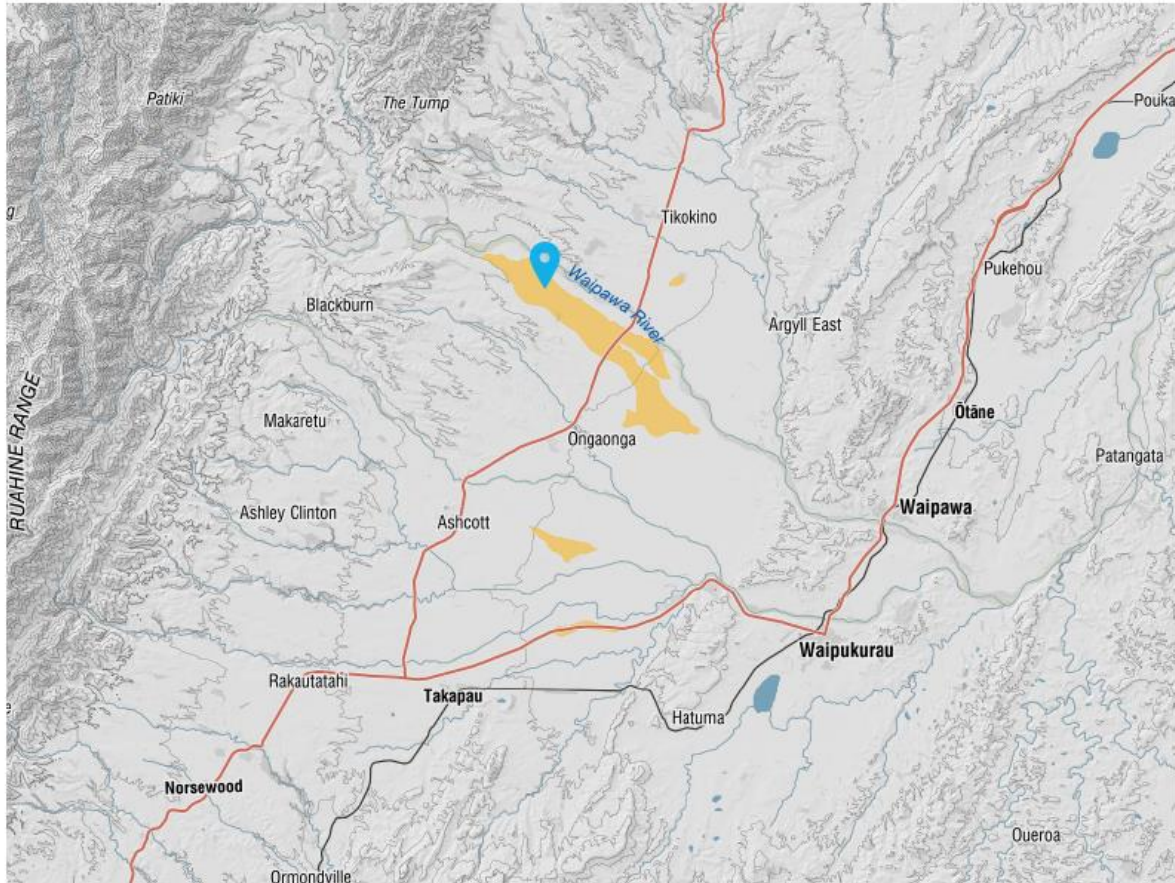 Patiki
The Tump
Pouka
Tikokino
Pukehou
Waipawa River
Blackburn
Argyll East
RUAHINE RANGE
Makaretu
Ōtāne
Ongaonga
Patangata
Waipawa
Ashley Clinton
Ashcott
Waipukurau
Rakautatahi
Takapau
Hatuma
Norsewood
Oueroa
Ormondville